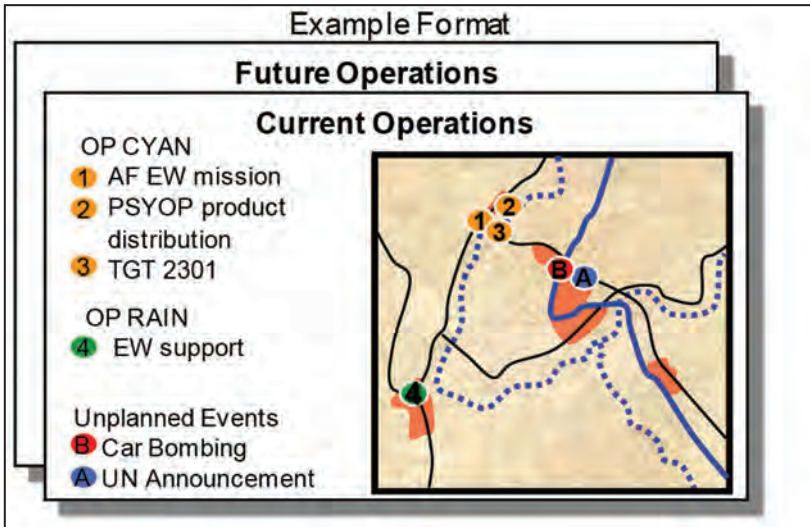 Example Format
Future Operations
Current Operations
OP CYAN
1 AF EW mission
2 PSYOP product
distribution
3 TGT 2301
OP RAIN
4 EW support
Unplanned Events
B Car Bombing
A UN Announcement
1
2
3
B
A
4